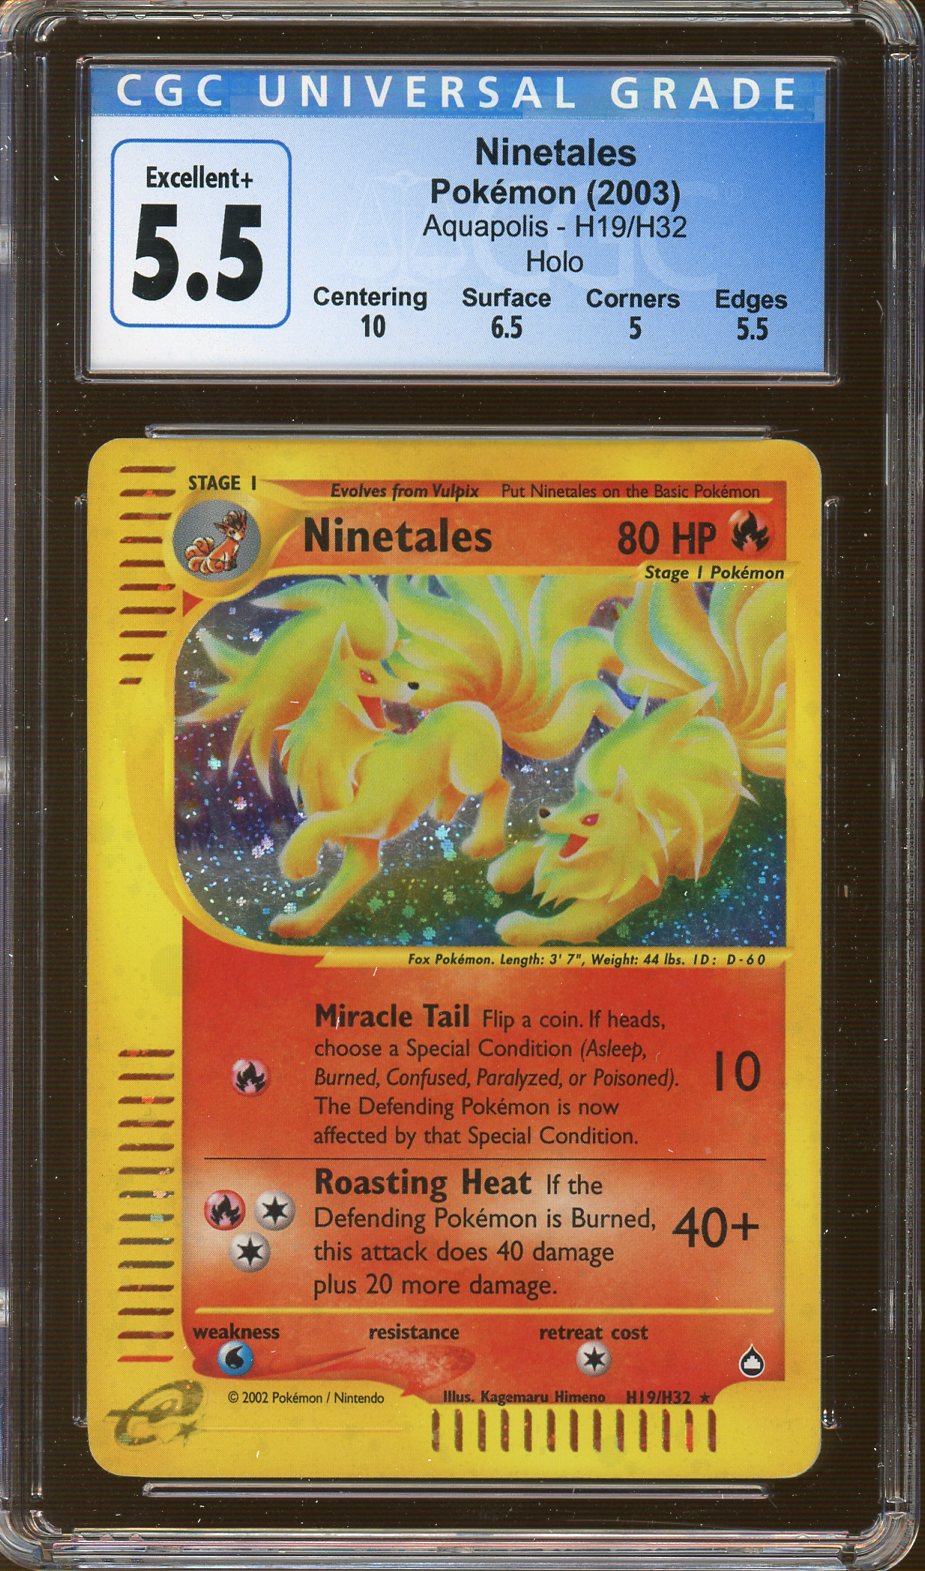 CGC UNIVERSAL GRADE
Excellent+
5.5
Ninetales
Pokémon (2003)
Aquapolis - H19/H32
Holo
Centering Surface Corners Edges
10 6.5 5 5.5
STAGE 1
Evolves from Vulpix Put Ninetales on the Basic Pokémon
Ninetales 80 HP
Stage 1 Pokémon
Fox Pokémon. Length: 3' 7", Weight: 44 lbs. ID: D-60
Miracle Tail Flip a coin. If heads,
choose a Special Condition (Asleep,
Burned, Confused, Paralyzed, or Poisoned).
The Defending Pokémon is now
affected by that Special Condition.
10
Roasting Heat If the
Defending Pokémon is Burned,
this attack does 40 damage
plus 20 more damage.
40+
weakness resistance retreat cost
© 2002 Pokémon / Nintendo Illus. Kagemaru Himeno H19/H32 ★